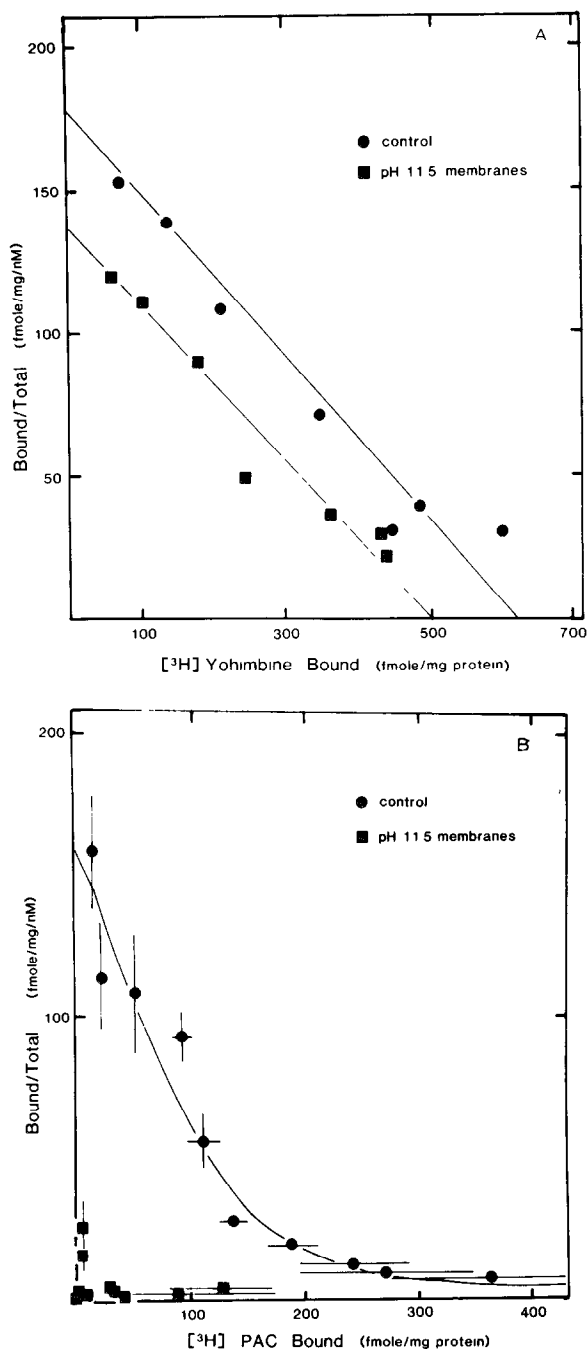 A
200
150
100
50
Bound/Total (fmole/mg/nM)
● control
■ pH 11 5 membranes
100
300
500
700
[³H] Yohimbine Bound (fmole/mg protein)
B
200
100
Bound/Total (fmole/mg/nM)
● control
■ pH 11 5 membranes
100
200
300
400
[³H] PAC Bound (fmole/mg protein)